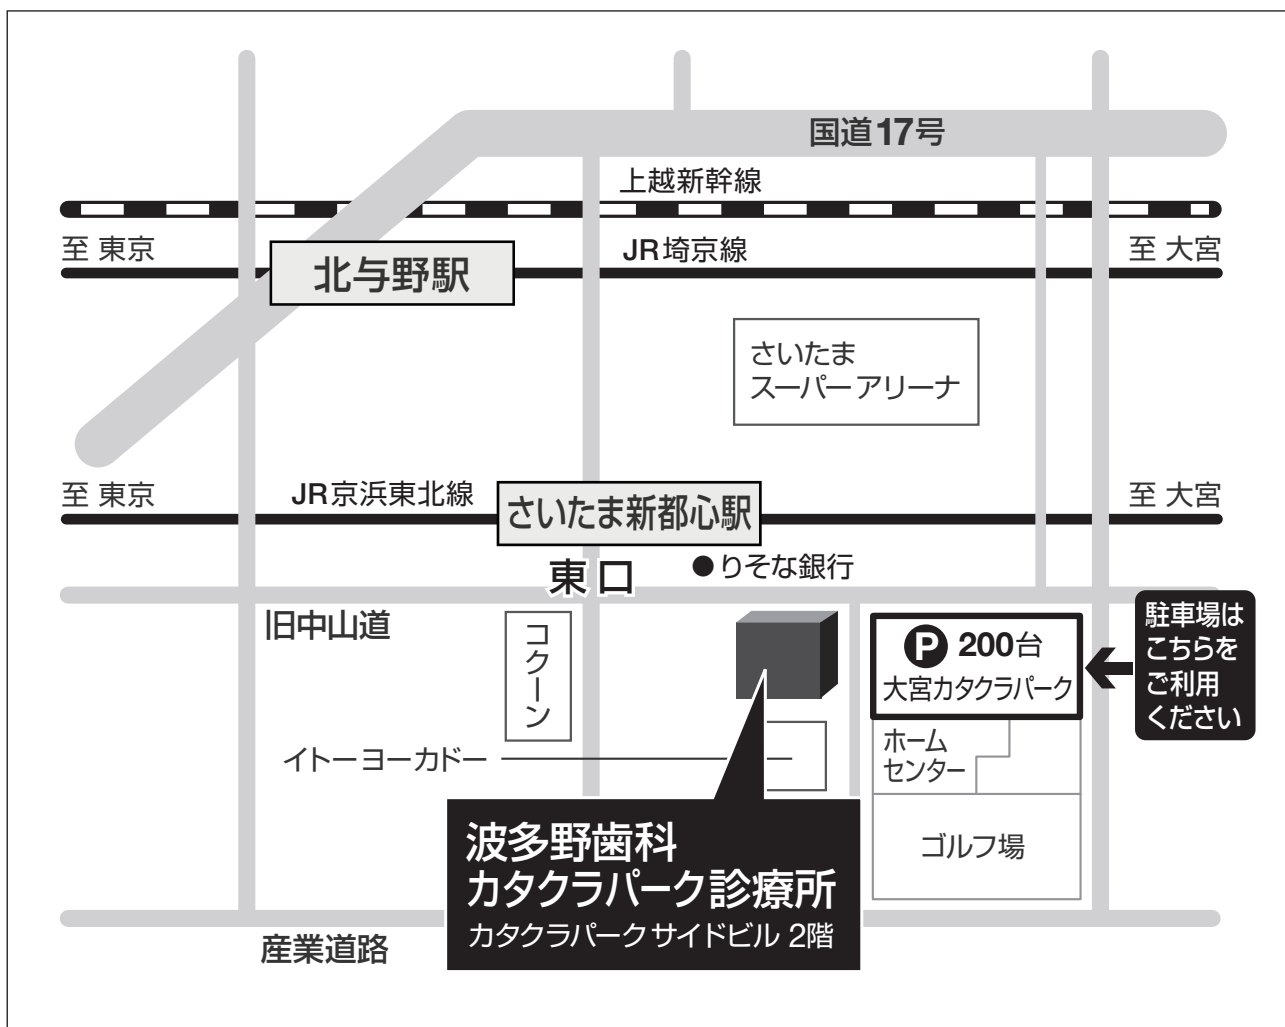 国道17号
上越新幹線
至 東京
JR埼京線
至 大宮
北与野駅
さいたま
スーパーアリーナ
至 東京
JR京浜東北線
至 大宮
さいたま新都心駅
東口
●りそな銀行
旧中山道
コクーン
P 200台
大宮カタクラパーク
駐車場は
こちらを
ご利用
ください
イトーヨーカドー
ホーム
センター
波多野歯科
カタクラパーク診療所
カタクラパークサイドビル 2階
ゴルフ場
産業道路